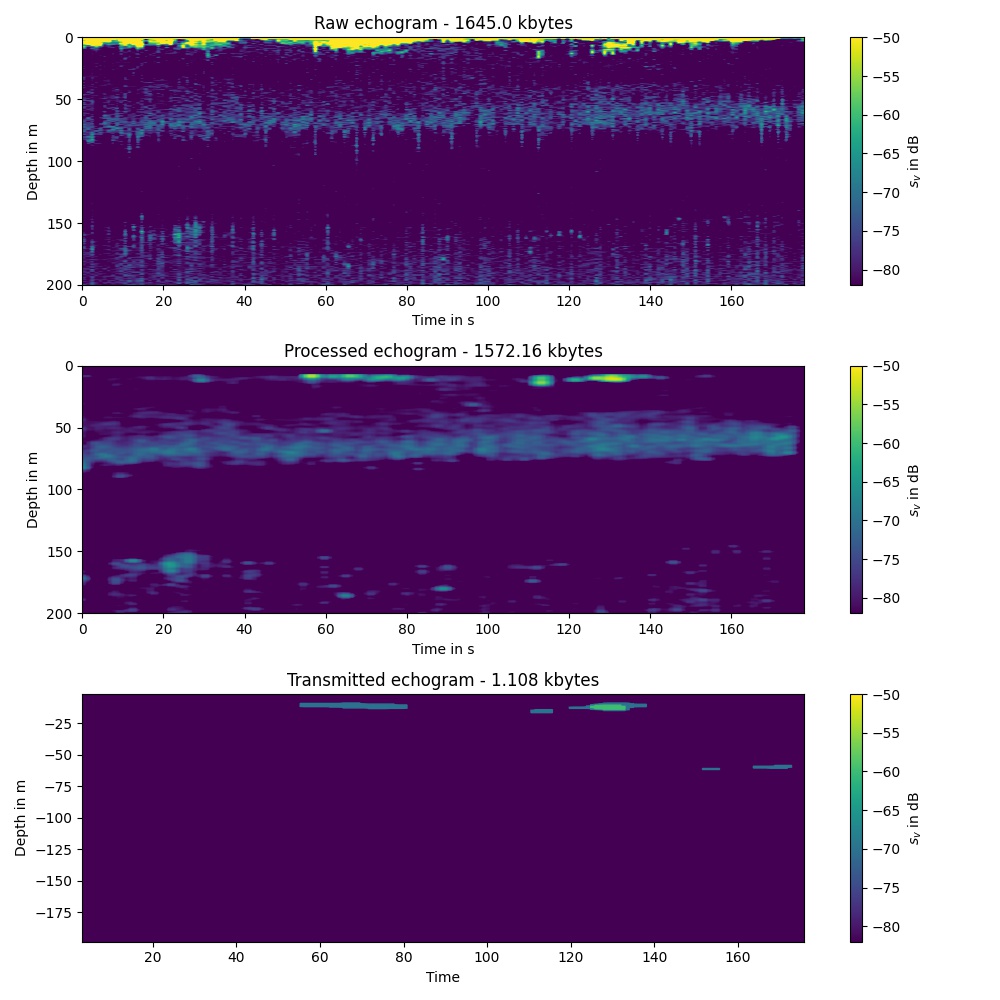 Raw echogram - 1645.0 kbytes
0
50
100
150
200
Depth in m
0 20 40 60 80 100 120 140 160
Time in s
−50
−55
−60
−65
−70
−75
−80
sv in dB
Processed echogram - 1572.16 kbytes
0
50
100
150
200
Depth in m
0 20 40 60 80 100 120 140 160
Time in s
−50
−55
−60
−65
−70
−75
−80
sv in dB
Transmitted echogram - 1.108 kbytes
−25
−50
−75
−100
−125
−150
−175
Depth in m
20 40 60 80 100 120 140 160
Time
−50
−55
−60
−65
−70
−75
−80
sv in dB